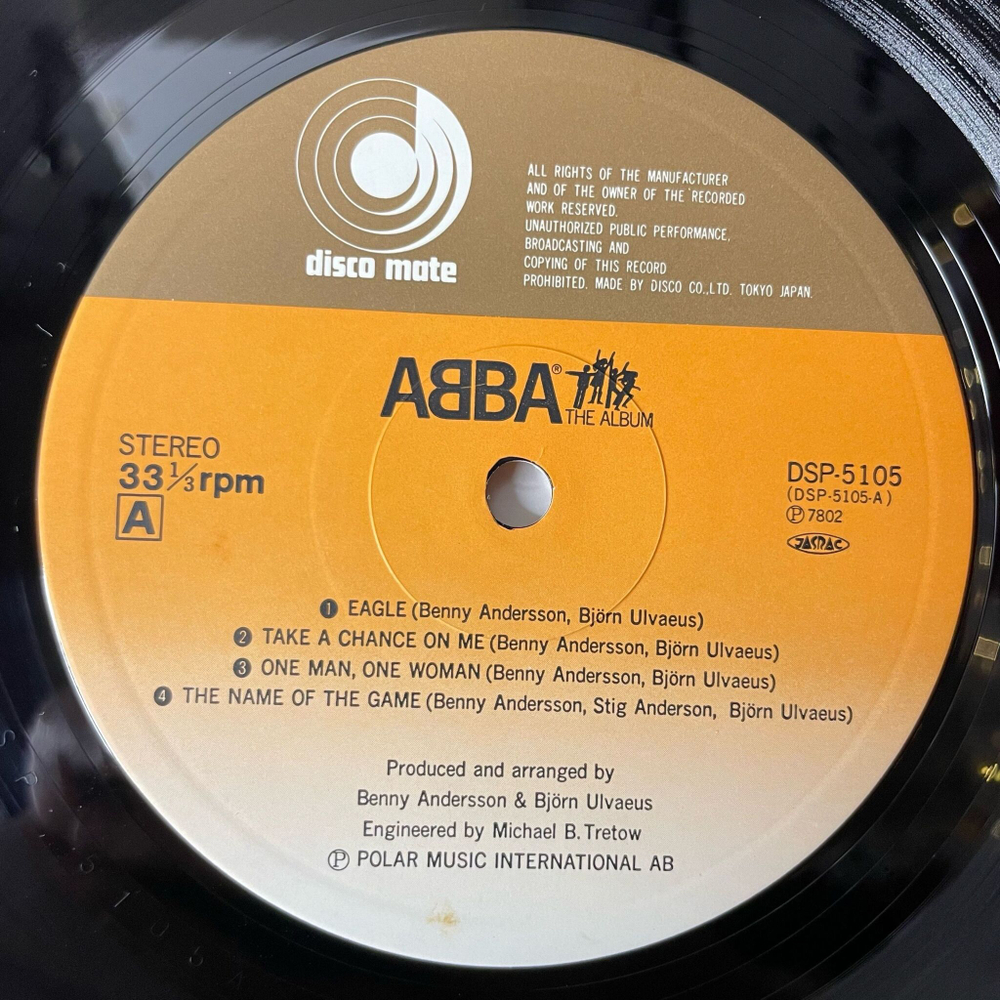 disco mate
ALL RIGHTS OF THE MANUFACTURER
AND OF THE OWNER OF THE RECORDED
WORK RESERVED.
UNAUTHORIZED PUBLIC PERFORMANCE,
BROADCASTING AND
COPYING OF THIS RECORD
PROHIBITED. MADE BY DISCO CO.,LTD. TOKYO JAPAN.
ABBA®
THE ALBUM
STEREO
33 1/3 rpm
A
DSP-5105
(DSP-5105-A)
Ⓟ 7802
JASRAC
❶ EAGLE (Benny Andersson, Björn Ulvaeus)
❷ TAKE A CHANCE ON ME (Benny Andersson, Björn Ulvaeus)
❸ ONE MAN, ONE WOMAN (Benny Andersson, Björn Ulvaeus)
❹ THE NAME OF THE GAME (Benny Andersson, Stig Anderson, Björn Ulvaeus)
Produced and arranged by
Benny Andersson & Björn Ulvaeus
Engineered by Michael B. Tretow
Ⓟ POLAR MUSIC INTERNATIONAL AB